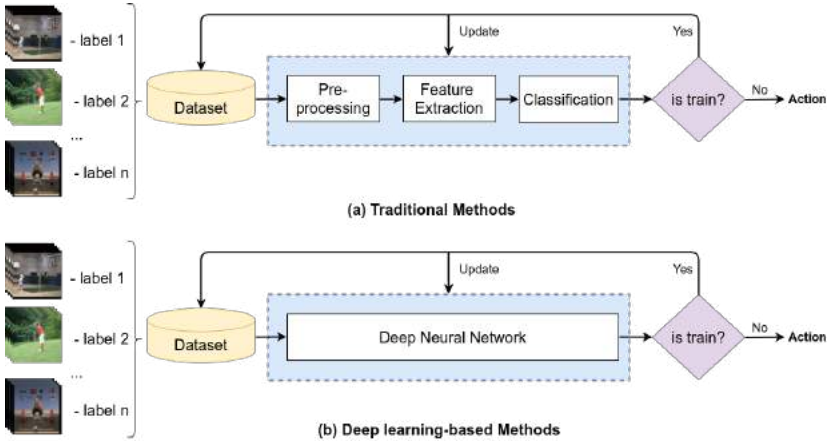 - label 1
- label 2
...
- label n
Dataset
Pre-
processing
Feature
Extraction
Classification
Update
Yes
is train?
No
Action
(a) Traditional Methods
- label 1
- label 2
...
- label n
Dataset
Deep Neural Network
Update
Yes
is train?
No
Action
(b) Deep learning-based Methods